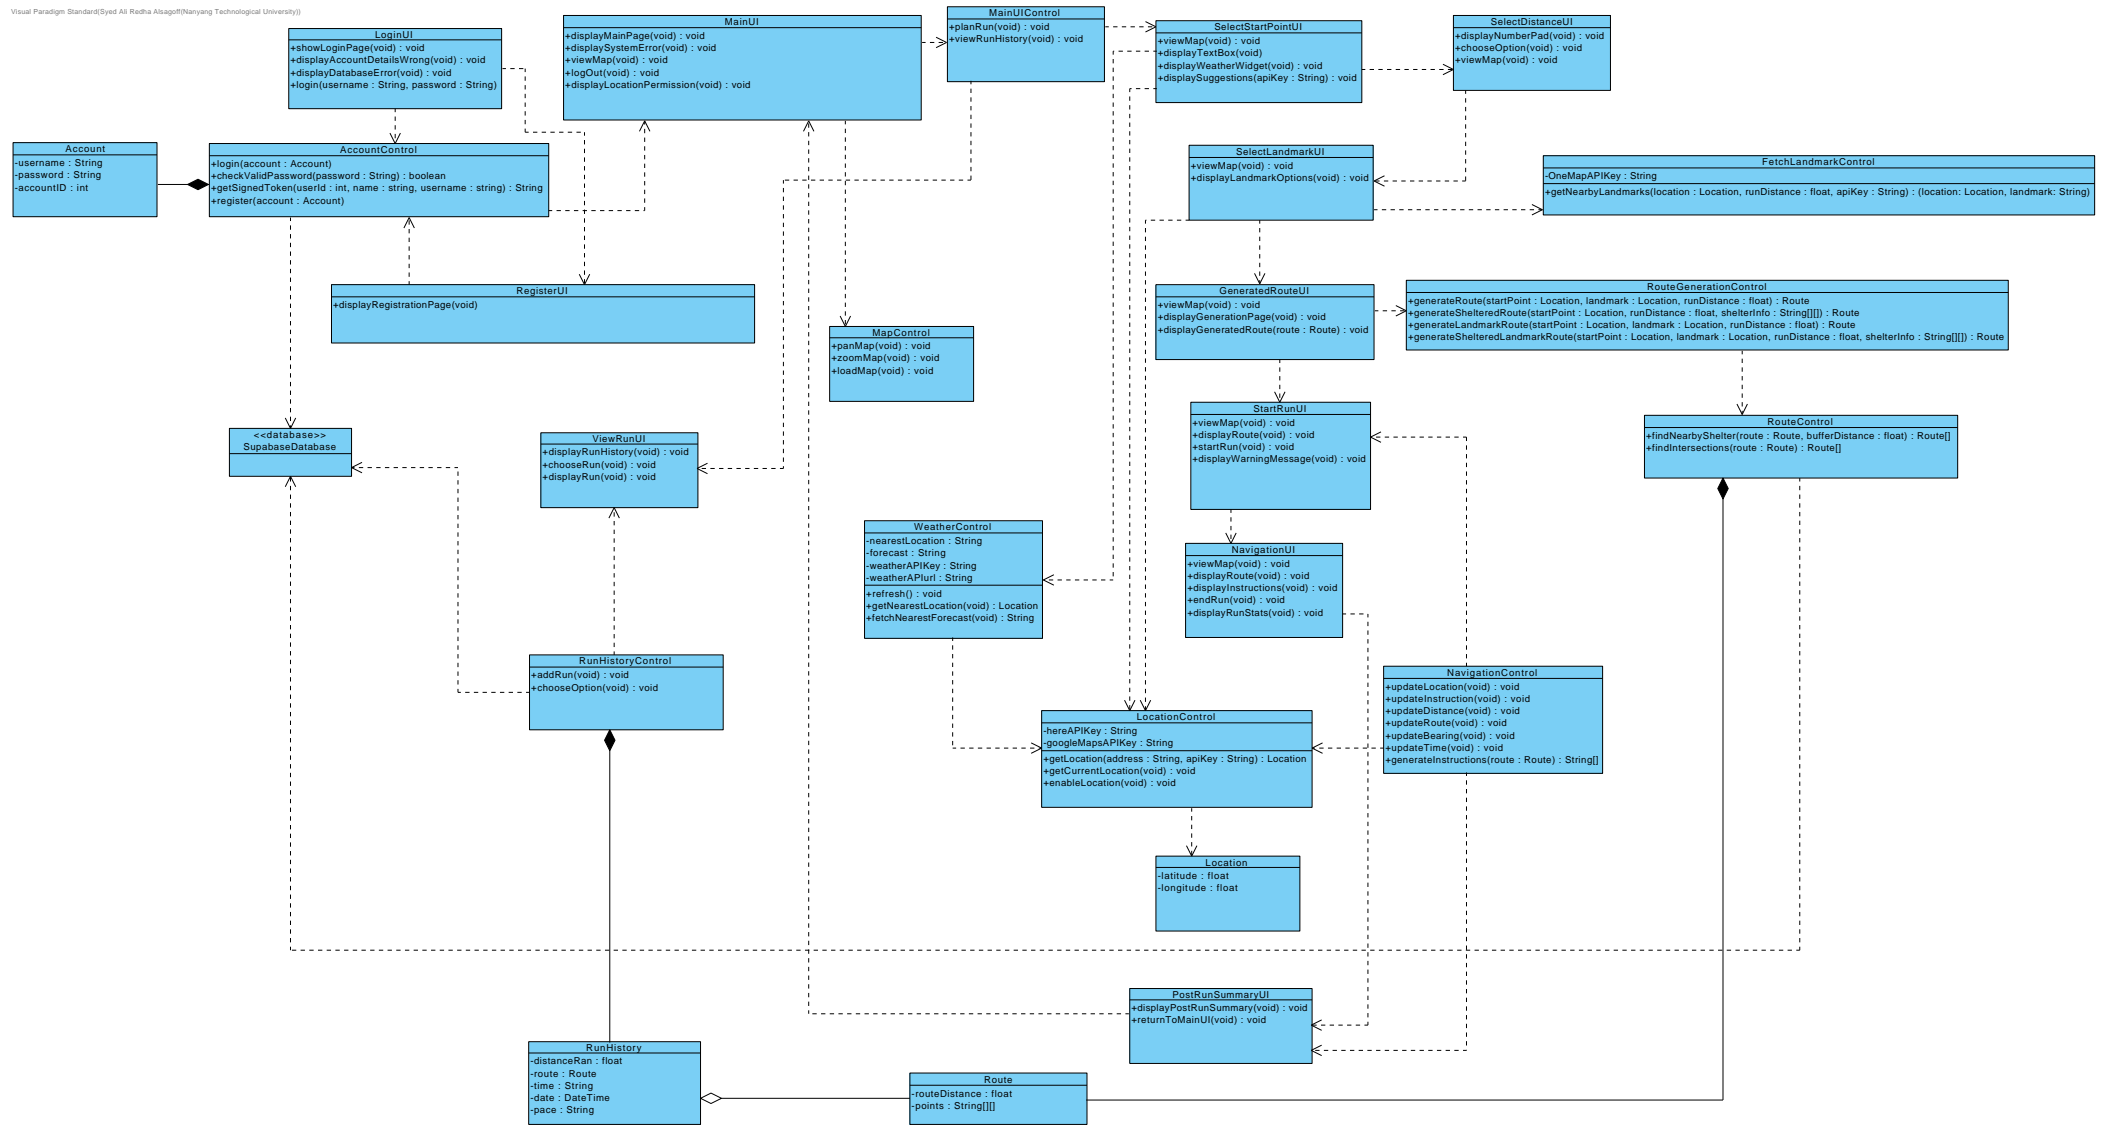 Visual Paradigm Standard(Syed Ali Redha Alsagoff(Nanyang Technological University))
LoginUI
+showLoginPage(void) : void
+displayAccountDetailsWrong(void) : void
+displayDatabaseError(void) : void
+login(username : String, password : String)
MainUI
+displayMainPage(void) : void
+displaySystemError(void) : void
+viewMap(void) : void
+logOut(void) : void
+displayLocationPermission(void) : void
MainUIControl
+planRun(void) : void
+viewRunHistory(void) : void
SelectStartPointUI
+viewMap(void) : void
+displayTextBox(void)
+displayWeatherWidget(void) : void
+displaySuggestions(apiKey : String) : void
SelectDistanceUI
+displayNumberPad(void) : void
+chooseOption(void) : void
+viewMap(void) : void
Account
-username : String
-password : String
-accountID : int
AccountControl
+login(account : Account)
+checkValidPassword(password : String) : boolean
+getSignedToken(userId : int, name : string, username : string) : String
+register(account : Account)
SelectLandmarkUI
+viewMap(void) : void
+displayLandmarkOptions(void) : void
FetchLandmarkControl
-OneMapAPIKey : String
+getNearbyLandmarks(location : Location, runDistance : float, apiKey : String) : (location: Location, landmark: String)
RegisterUI
+displayRegistrationPage(void)
MapControl
+panMap(void) : void
+zoomMap(void) : void
+loadMap(void) : void
GeneratedRouteUI
+viewMap(void) : void
+displayGenerationPage(void) : void
+displayGeneratedRoute(route : Route) : void
RouteGenerationControl
+generateRoute(startPoint : Location, landmark : Location, runDistance : float) : Route
+generateShelteredRoute(startPoint : Location, runDistance : float, shelterInfo : String[][]) : Route
+generateLandmarkRoute(startPoint : Location, landmark : Location, runDistance : float) : Route
+generateShelteredLandmarkRoute(startPoint : Location, landmark : Location, runDistance : float, shelterInfo : String[][]) : Route
<<database>>
SupabaseDatabase
ViewRunUI
+displayRunHistory(void) : void
+chooseRun(void) : void
+displayRun(void) : void
StartRunUI
+viewMap(void) : void
+displayRoute(void) : void
+startRun(void) : void
+displayWarningMessage(void) : void
RouteControl
+findNearbyShelter(route : Route, bufferDistance : float) : Route[]
+findIntersections(route : Route) : Route[]
WeatherControl
-nearestLocation : String
-forecast : String
-weatherAPIKey : String
-weatherAPIurl : String
+refresh() : void
+getNearestLocation(void) : Location
+fetchNearestForecast(void) : String
NavigationUI
+viewMap(void) : void
+displayRoute(void) : void
+displayInstructions(void) : void
+endRun(void) : void
+displayRunStats(void) : void
RunHistoryControl
+addRun(void) : void
+chooseOption(void) : void
NavigationControl
+updateLocation(void) : void
+updateInstruction(void) : void
+updateDistance(void) : void
+updateRoute(void) : void
+updateBearing(void) : void
+updateTime(void) : void
+generateInstructions(route : Route) : String[]
LocationControl
-hereAPIKey : String
-googleMapsAPIKey : String
+getLocation(address : String, apiKey : String) : Location
+getCurrentLocation(void) : void
+enableLocation(void) : void
Location
-latitude : float
-longitude : float
PostRunSummaryUI
+displayPostRunSummary(void) : void
+returnToMainUI(void) : void
RunHistory
-distanceRan : float
-route : Route
-time : String
-date : DateTime
-pace : String
Route
-routeDistance : float
-points : String[][]